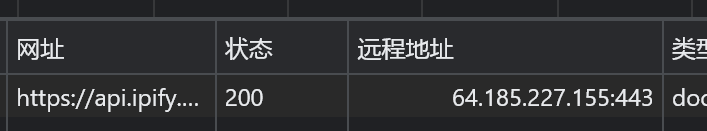 网址 状态 远程地址 类型
https://api.ipify.... 200 64.185.227.155:443 doc